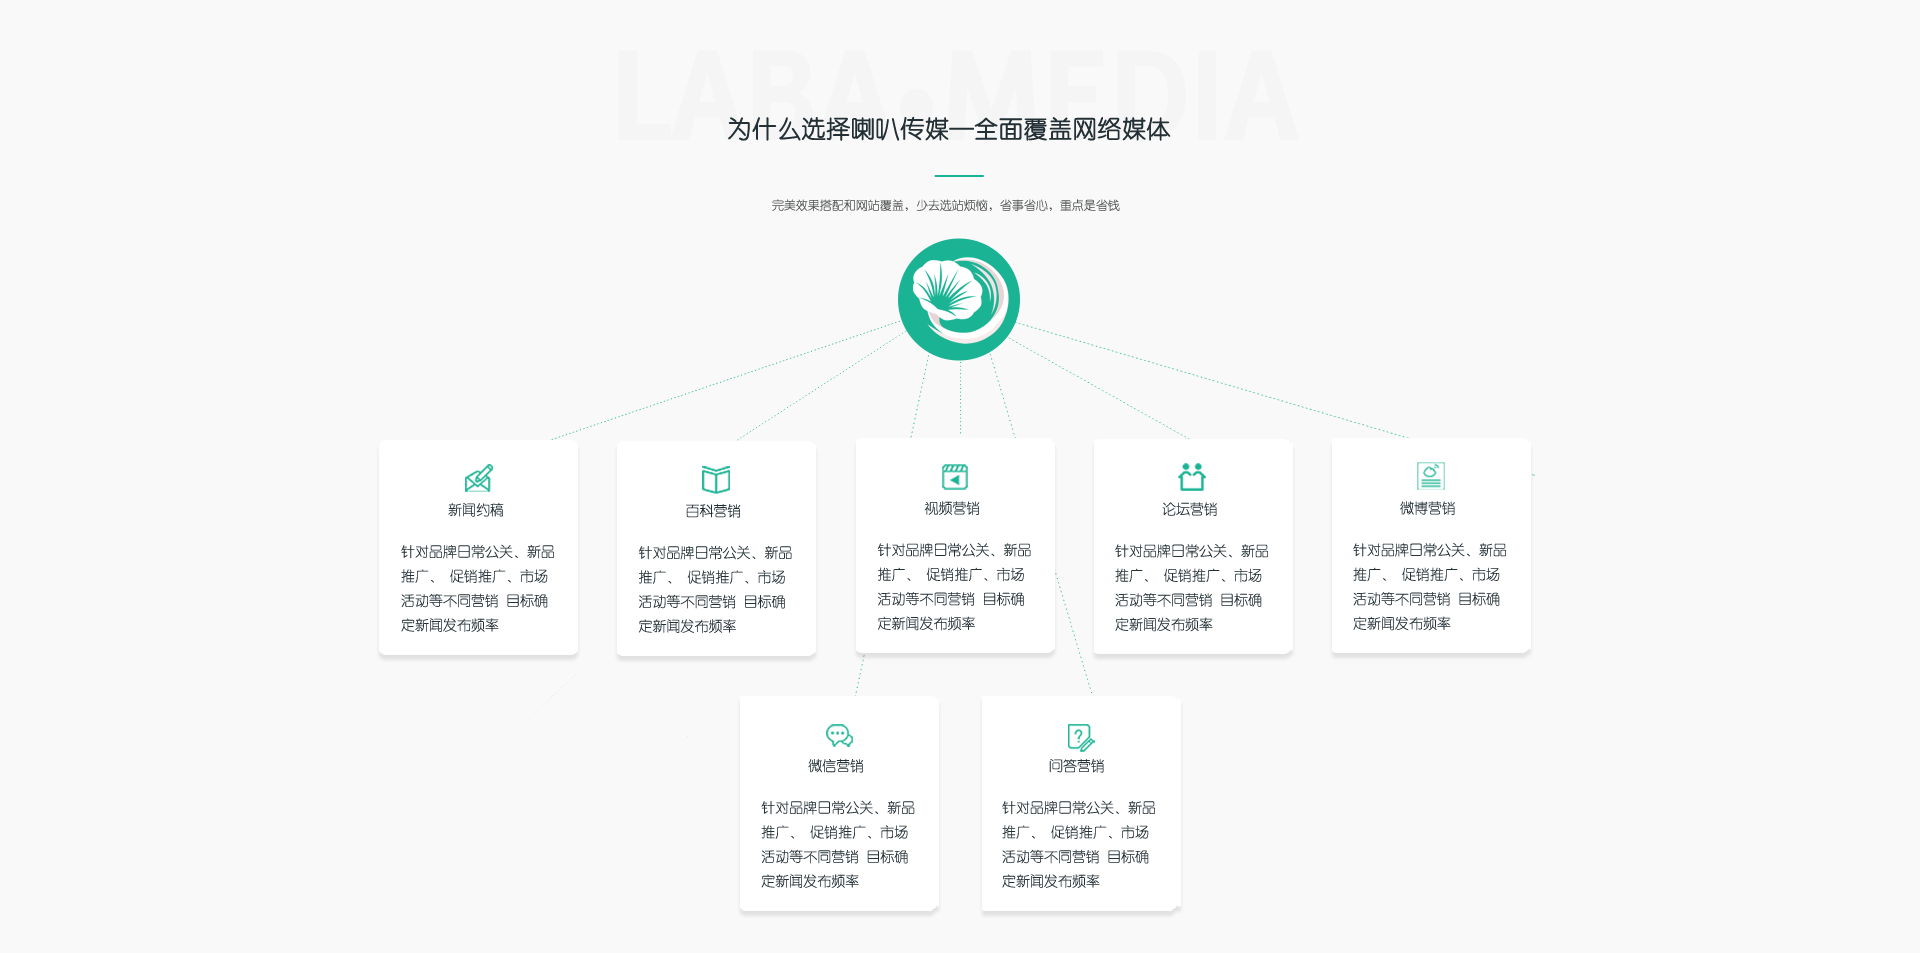 LABA•MEDIA
为什么选择喇叭传媒—全面覆盖网络媒体
完美效果搭配和网站覆盖，少去选站烦恼，省事省心，重点是省钱
新闻约稿
针对品牌日常公关、新品
推广、 促销推广、市场
活动等不同营销 目标确
定新闻发布频率
百科营销
针对品牌日常公关、新品
推广、 促销推广、市场
活动等不同营销 目标确
定新闻发布频率
视频营销
针对品牌日常公关、新品
推广、 促销推广、市场
活动等不同营销 目标确
定新闻发布频率
论坛营销
针对品牌日常公关、新品
推广、 促销推广、市场
活动等不同营销 目标确
定新闻发布频率
微博营销
针对品牌日常公关、新品
推广、 促销推广、市场
活动等不同营销 目标确
定新闻发布频率
微信营销
针对品牌日常公关、新品
推广、 促销推广、市场
活动等不同营销 目标确
定新闻发布频率
问答营销
针对品牌日常公关、新品
推广、 促销推广、市场
活动等不同营销 目标确
定新闻发布频率